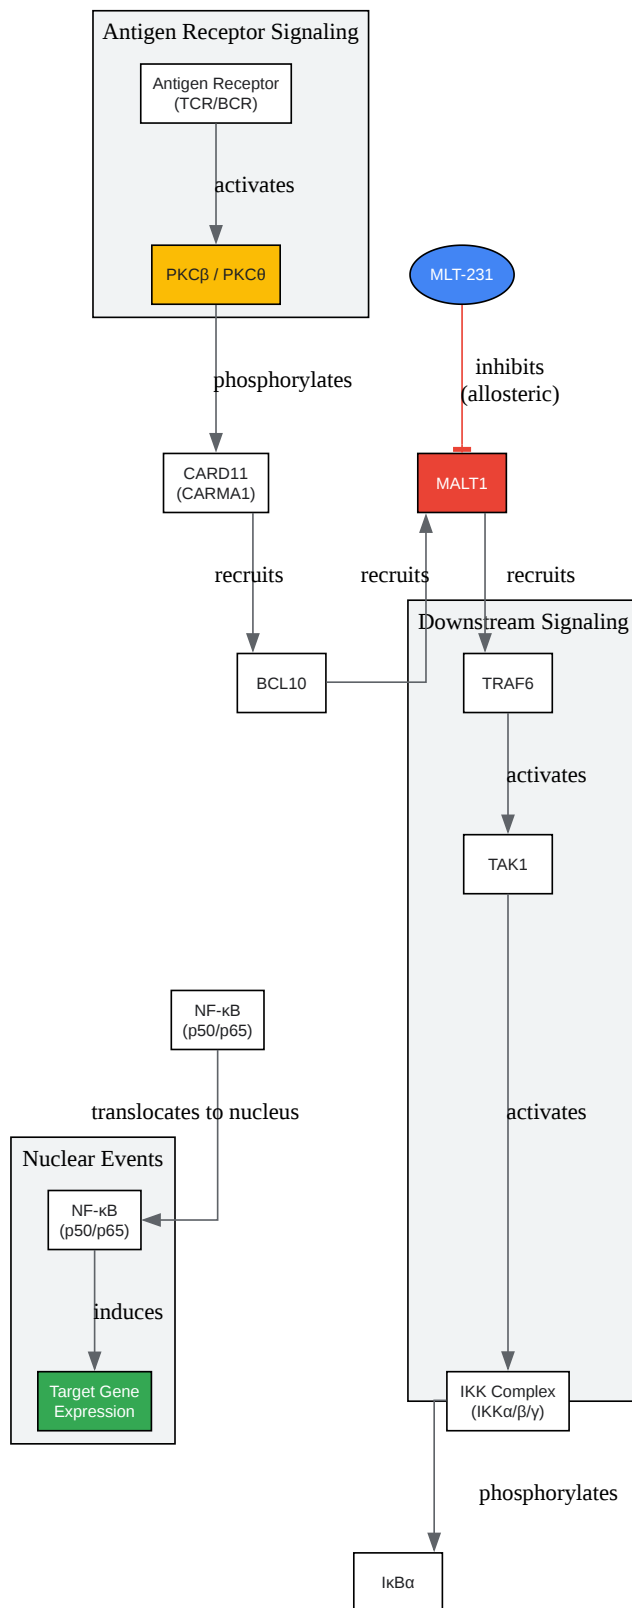 Antigen Receptor Signaling
Antigen Receptor
(TCR/BCR)
activates
PKCβ / PKCθ
MLT-231
inhibits
(allosteric)
phosphorylates
CARD11
(CARMA1)
MALT1
recruits
recruits
recruits
Downstream Signaling
BCL10
TRAF6
activates
TAK1
NF-κB
(p50/p65)
translocates to nucleus
activates
Nuclear Events
NF-κB
(p50/p65)
induces
Target Gene
Expression
IKK Complex
(IKKα/β/γ)
phosphorylates
IκBα